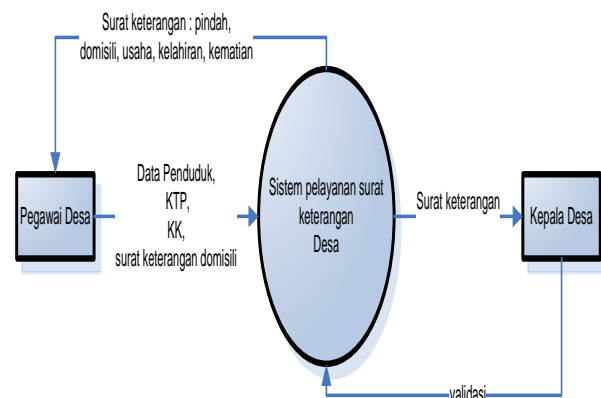 Surat keterangan : pindah,
domisili, usaha, kelahiran, kematian
Pegawai Desa
Data Penduduk,
KTP,
KK,
surat keterangan domisili
Sistem pelayanan surat
keterangan
Desa
Surat keterangan
Kepala Desa
validasi